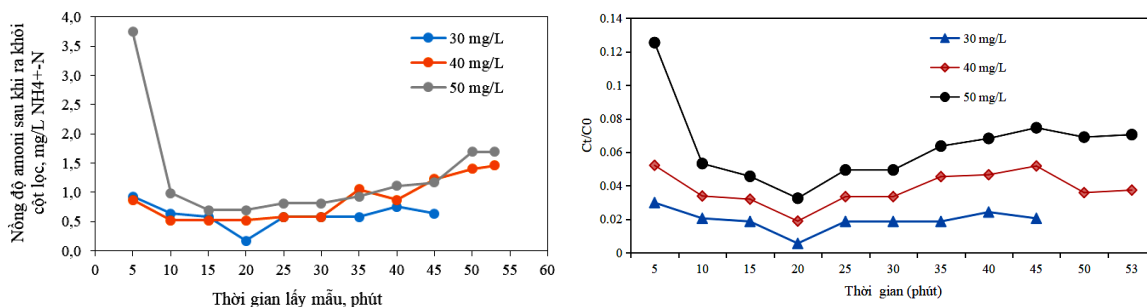 Nồng độ amoni sau khi ra khỏi
cột lọc, mg/L NH4+-N
4,0
3,5
3,0
2,5
2,0
1,5
1,0
0,5
0,0
0 5 10 15 20 25 30 35 40 45 50 55 60
Thời gian lấy mẫu, phút
30 mg/L
40 mg/L
50 mg/L
Ct/C0
0.14
0.12
0.1
0.08
0.06
0.04
0.02
0
5 10 15 20 25 30 35 40 45 50 53
Thời gian (phút)
30 mg/L
40 mg/L
50 mg/L